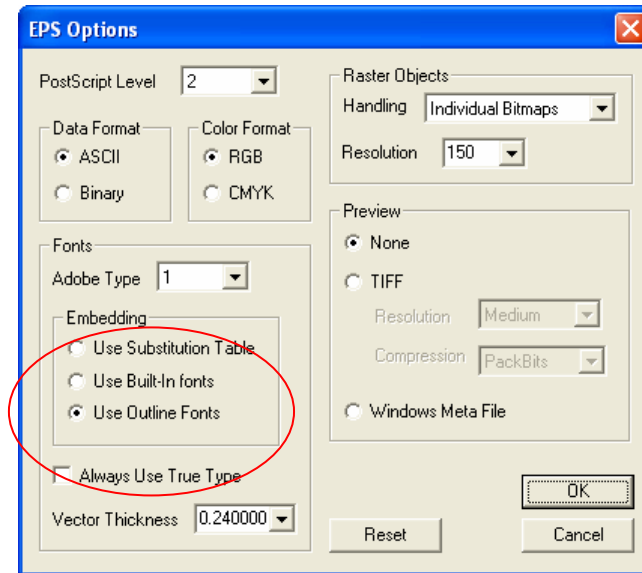 EPS Options
PostScript Level 2
Data Format
ASCII
Binary
Color Format
RGB
CMYK
Fonts
Adobe Type 1
Embedding
Use Substitution Table
Use Built-In fonts
Use Outline Fonts
Always Use True Type
Vector Thickness 0.240000
Raster Objects
Handling Individual Bitmaps
Resolution 150
Preview
None
TIFF
Resolution Medium
Compression PackBits
Windows Meta File
OK
Reset Cancel